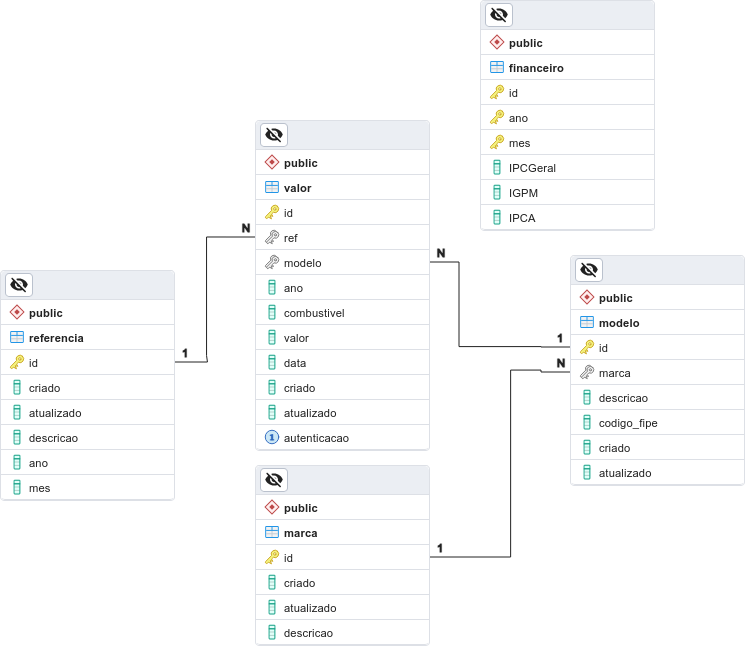 public
financeiro
id
ano
mes
IPCGeral
IGPM
IPCA
public
valor
id
ref
modelo
ano
combustivel
valor
data
criado
atualizado
1 autenticacao
N
N
public
referencia
id
criado
atualizado
descricao
ano
mes
1
public
modelo
id
marca
descricao
codigo_fipe
criado
atualizado
1
N
public
marca
id
criado
atualizado
descricao
1